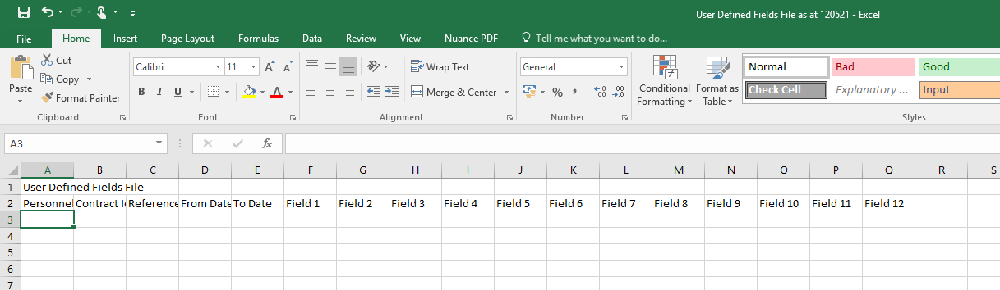 User Defined Fields File as at 120521 - Excel
File Home Insert Page Layout Formulas Data Review View Nuance PDF Tell me what you want to do...
Paste
Cut
Copy
Format Painter
Clipboard
Calibri 11 A A
B I U A
Font
Wrap Text
Merge & Center
Alignment
General
% , .00 .0
Number
Conditional Formatting
Format as Table
Normal Bad Good
Check Cell Explanatory ... Input
Styles
A3 fx
A B C D E F G H I J K L M N O P Q R S
1 User Defined Fields File
2 Personnel Contract Reference From Date To Date Field 1 Field 2 Field 3 Field 4 Field 5 Field 6 Field 7 Field 8 Field 9 Field 10 Field 11 Field 12
3
4
5
6
7